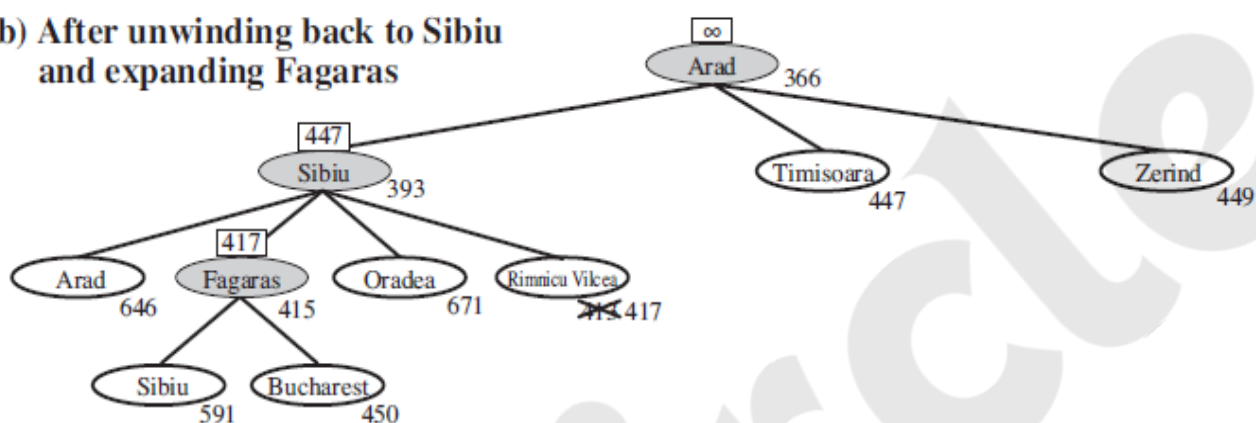 b) After unwinding back to Sibiu
and expanding Fagaras
∞
Arad
366
447
Sibiu
393
Timisoara
447
Zerind
449
417
Arad
646
Fagaras
415
Oradea
671
Rimnicu Vilcea
413 417
Sibiu
591
Bucharest
450